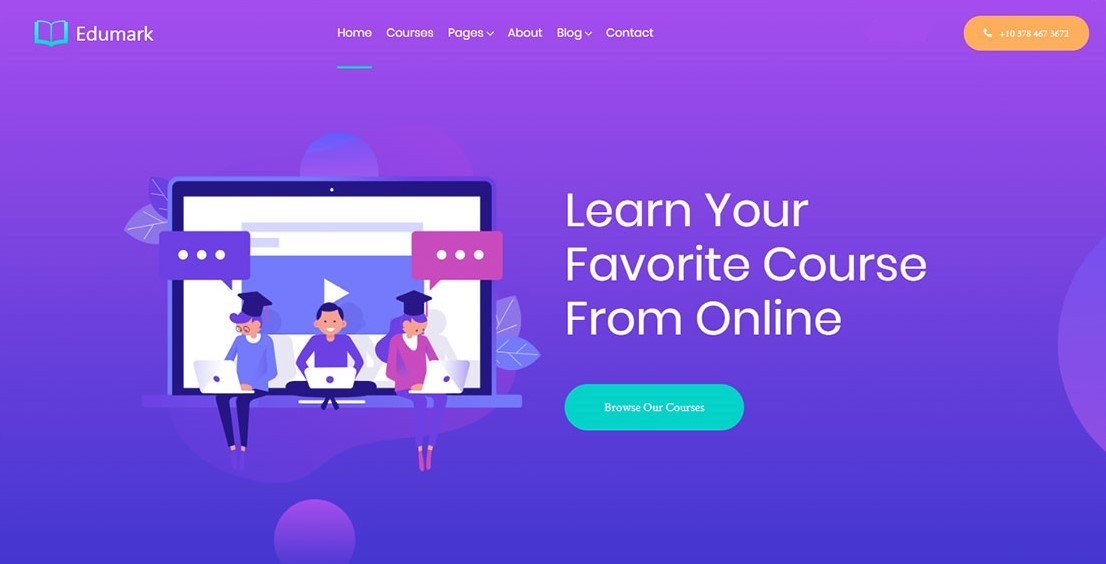 Edumark
Home Courses Pages About Blog Contact
+10 378 467 3672
Learn Your
Favorite Course
From Online
Browse Our Courses